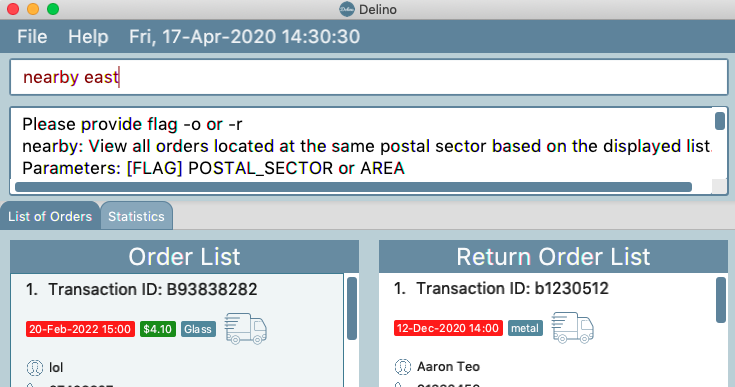 Delino
File Help Fri, 17-Apr-2020 14:30:30
nearby east
Please provide flag -o or -r
nearby: View all orders located at the same postal sector based on the displayed list.
Parameters: [FLAG] POSTAL_SECTOR or AREA
List of Orders Statistics
Order List
1. Transaction ID: B93838282
20-Feb-2022 15:00 $4.10 Glass
lol
Return Order List
1. Transaction ID: b1230512
12-Dec-2020 14:00 metal
Aaron Teo